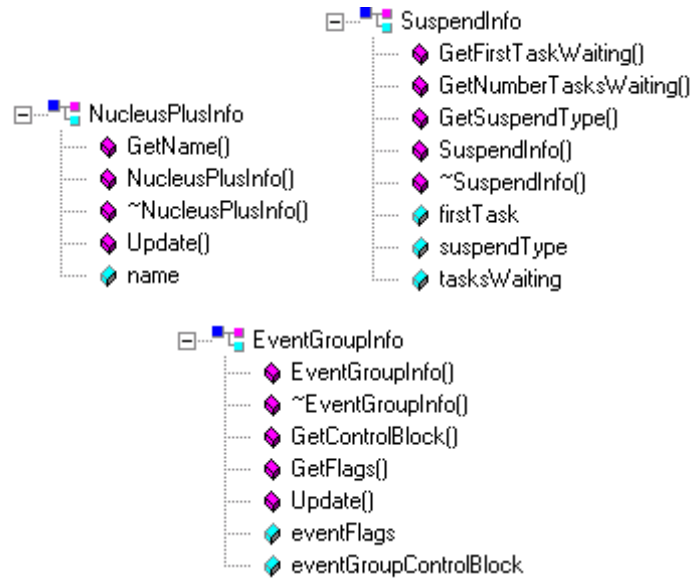 SuspendInfo
GetFirstTaskWaiting()
GetNumberTasksWaiting()
GetSuspendType()
SuspendInfo()
~SuspendInfo()
firstTask
suspendType
tasksWaiting
NucleusPlusInfo
GetName()
NucleusPlusInfo()
~NucleusPlusInfo()
Update()
name
EventGroupInfo
EventGroupInfo()
~EventGroupInfo()
GetControlBlock()
GetFlags()
Update()
eventFlags
eventGroupControlBlock